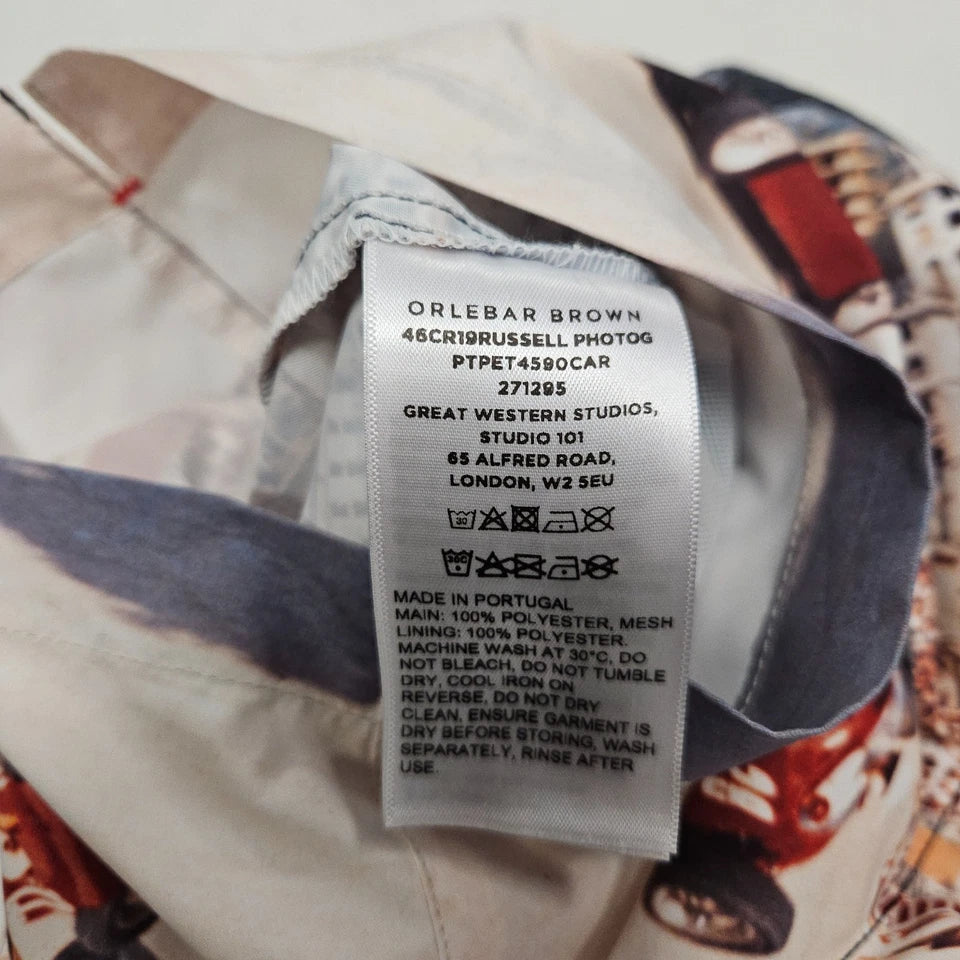 ORLEBAR BROWN
46CR19RUSSELL PHOTOG
PTPET4590CAR
271295
GREAT WESTERN STUDIOS,
STUDIO 101
65 ALFRED ROAD,
LONDON, W2 5EU
30
30C
MADE IN PORTUGAL
MAIN: 100% POLYESTER, MESH
LINING: 100% POLYESTER.
MACHINE WASH AT 30°C, DO
NOT BLEACH, DO NOT TUMBLE
DRY, COOL IRON ON
REVERSE, DO NOT DRY
CLEAN, ENSURE GARMENT IS
DRY BEFORE STORING, WASH
SEPARATELY, RINSE AFTER
USE.